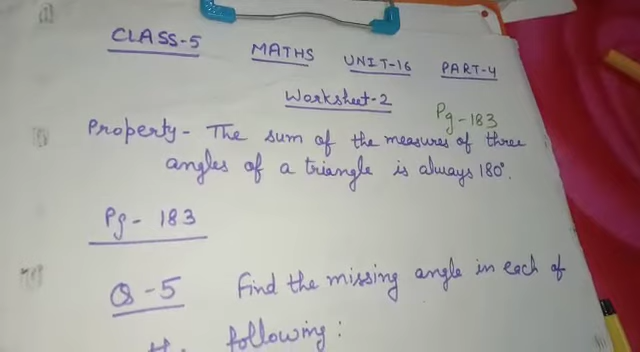 CLASS-5 MATHS UNIT-16 PART-4
Worksheet-2
Pg-183
Property- The sum of the measures of three
angles of a triangle is always 180°.
Pg- 183
Q-5 Find the missing angle in each of
following: